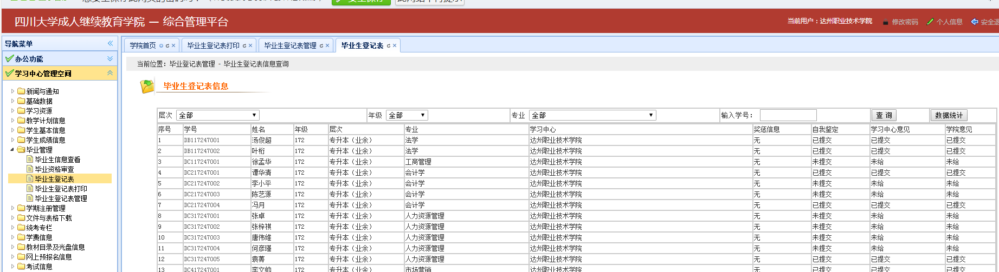 四川大学成人继续教育学院 — 综合管理平台
当前用户：达州职业技术学院 修改密码 个人信息 安全退
导航菜单
办公功能
学习中心管理空间
新闻与通知
基础数据
学习资源
教学计划信息
学生基本信息
学生成绩信息
毕业管理
毕业生信息查看
毕业资格审查
毕业生登记表
毕业生登记表打印
毕业生登记表管理
学期注册管理
文件与表格下载
统考专栏
学费信息
教材目录及光盘信息
网上预报名信息
考试信息
学院首页 毕业生登记表打印 毕业生登记表管理 毕业生登记表
当前位置：毕业登记表管理 - 毕业生登记表信息查询
毕业生登记表信息
层次 全部 年级 全部 专业 全部 输入学号： 查 询 数据统计
序号 学号 姓名 年级 层次 专业 学习中心 奖惩信息 自我鉴定 学习中心意见 学院意见
1 DB117247001 汤俊超 172 专升本（业余） 法学 达州职业技术学院 无 已提交 已提交 已提交
2 DB117247002 叶桁 172 专升本（业余） 法学 达州职业技术学院 无 已提交 已提交 已提交
3 DC117247001 徐孟华 172 专升本（业余） 工商管理 达州职业技术学院 无 未提交 未给 未给
4 DC217247001 谭华清 172 专升本（业余） 会计学 达州职业技术学院 无 已提交 已提交 已提交
5 DC217247002 李小平 172 专升本（业余） 会计学 达州职业技术学院 无 未提交 未给 未给
6 DC217247003 陈艺源 172 专升本（业余） 会计学 达州职业技术学院 无 未提交 未给 未给
7 DC217247004 冯月 172 专升本（业余） 会计学 达州职业技术学院 无 已提交 已提交 已提交
8 DC317247001 张卓 172 专升本（业余） 人力资源管理 达州职业技术学院 无 未提交 未给 未给
9 DC317247002 张梓祺 172 专升本（业余） 人力资源管理 达州职业技术学院 无 未提交 未给 未给
10 DC317247003 唐伟维 172 专升本（业余） 人力资源管理 达州职业技术学院 无 未提交 未给 未给
11 DC317247004 何彦瑾 172 专升本（业余） 人力资源管理 达州职业技术学院 无 未提交 未给 未给
12 DC317247005 袁菁 172 专升本（业余） 人力资源管理 达州职业技术学院 无 已提交 已提交 已提交
13 DC417247001 李文帅 172 专升本（业余） 市场营销 达州职业技术学院 无 已提交 已提交 已提交